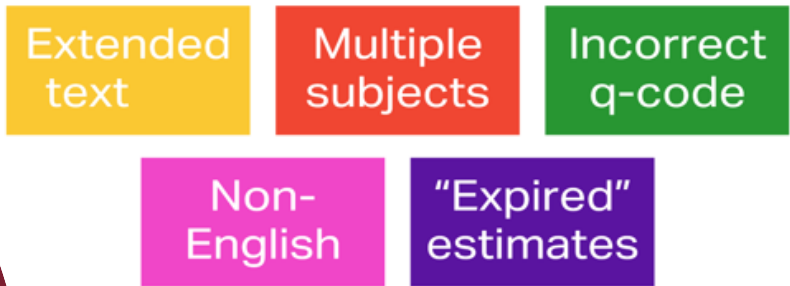 Extended
text
Multiple
subjects
Incorrect
q-code
Non-
English
“Expired”
estimates